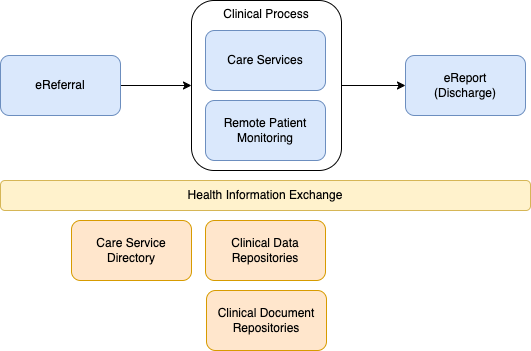 Clinical Process
Care Services
eReferral
eReport
(Discharge)
Remote Patient
Monitoring
Health Information Exchange
Care Service
Directory
Clinical Data
Repositories
Clinical Document
Repositories